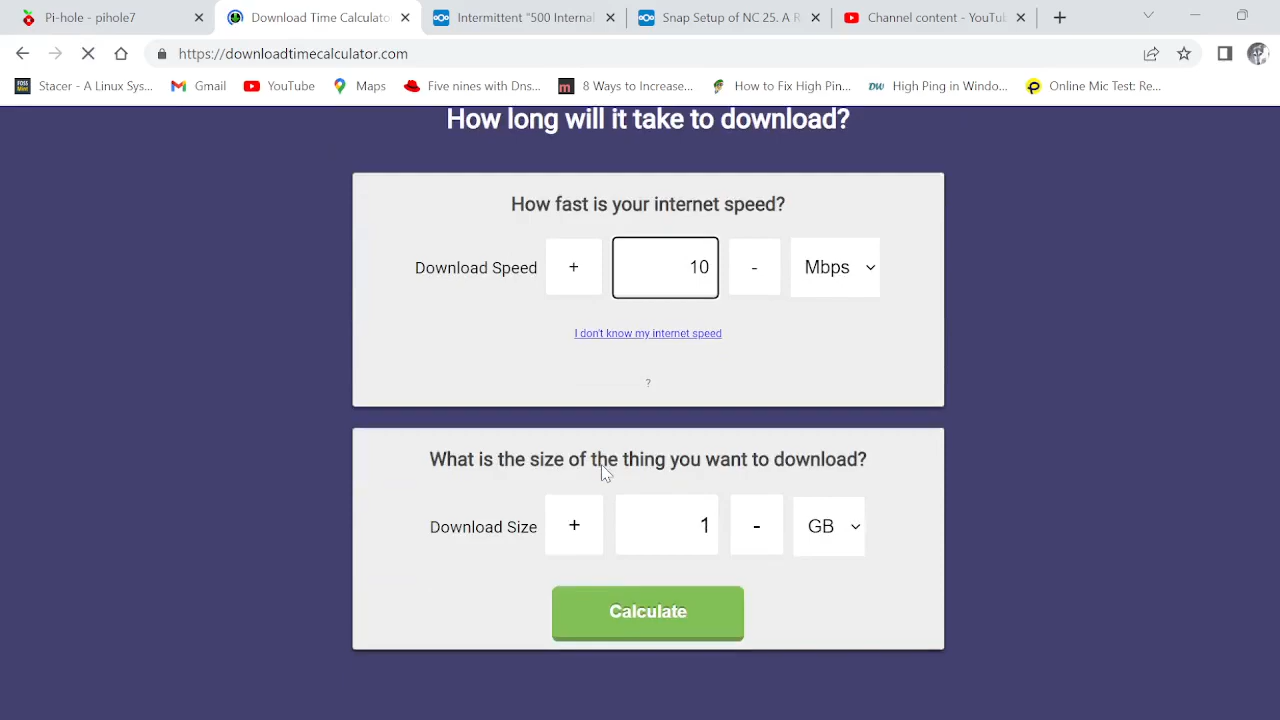 Pi-hole - pihole7
Download Time Calculato
Intermittent "500 Internal
Snap Setup of NC 25. A R
Channel content - YouTu
https://downloadtimecalculator.com
Stacer - A Linux Sys...
Gmail
YouTube
Maps
Five nines with Dns...
8 Ways to Increase...
How to Fix High Pin...
High Ping in Windo...
Online Mic Test: Re...
How long will it take to download?
How fast is your internet speed?
Download Speed + 10 - Mbps
I don't know my internet speed
?
What is the size of the thing you want to download?
Download Size + 1 - GB
Calculate